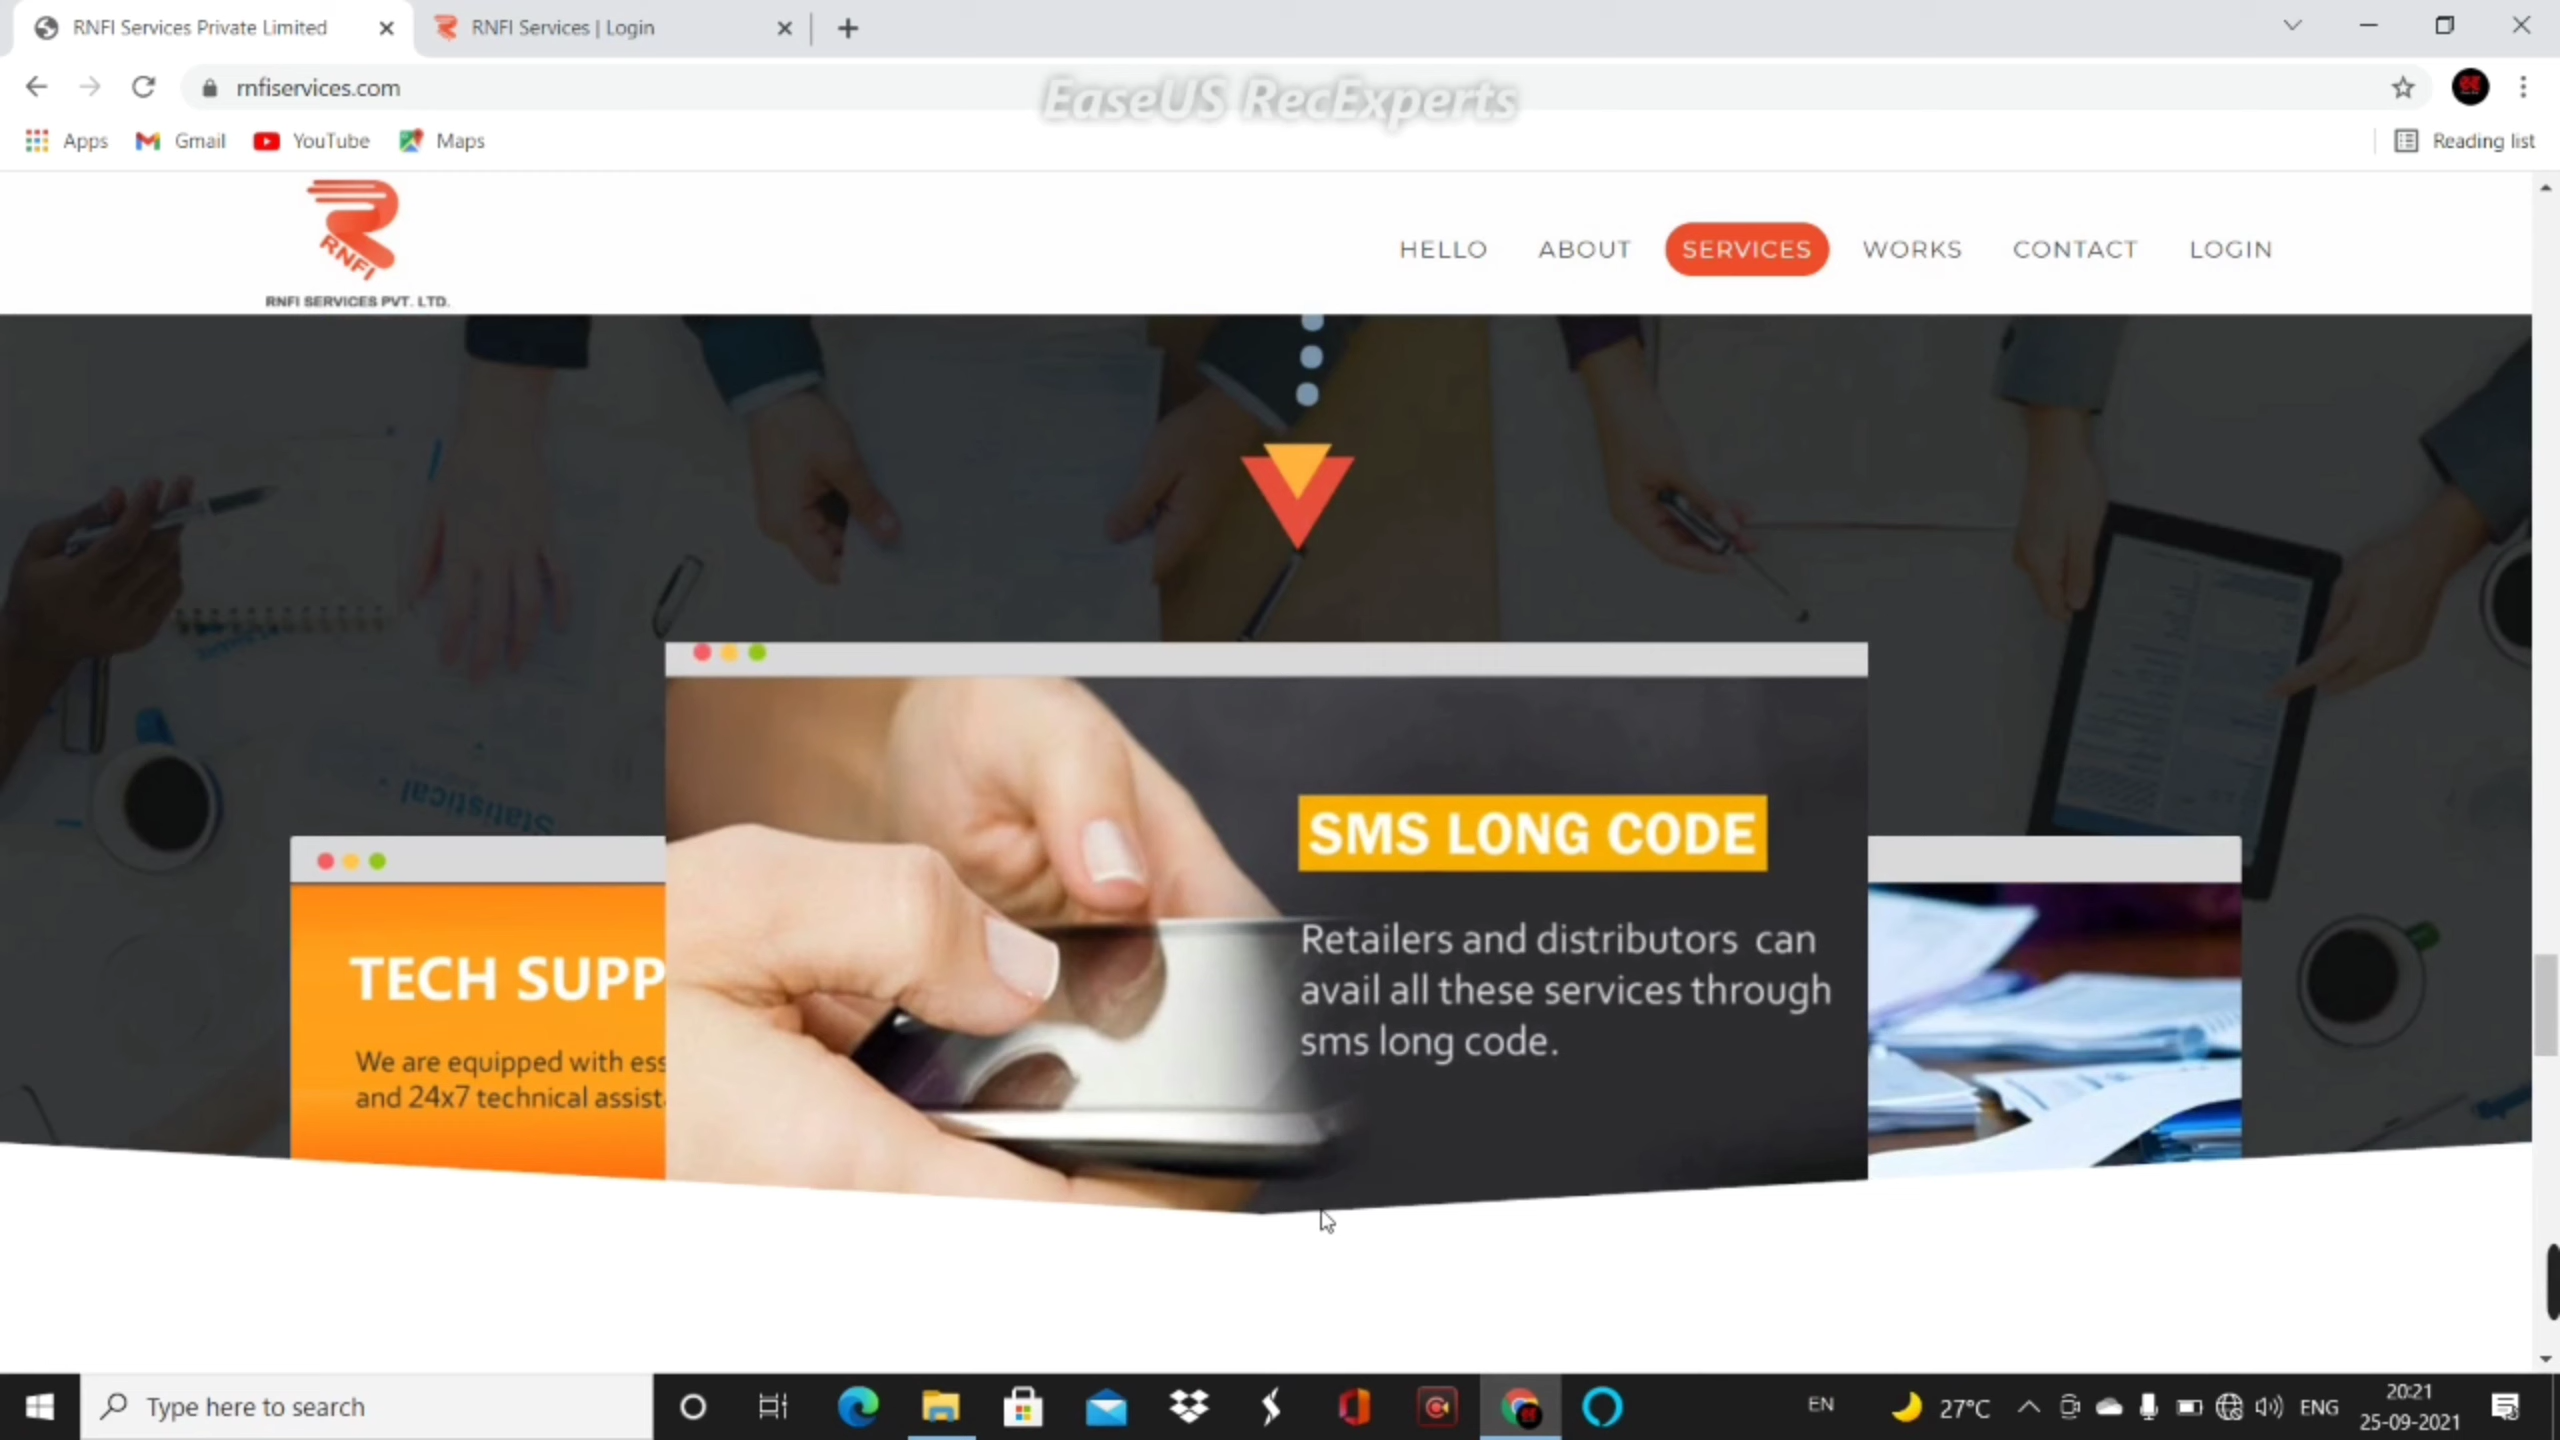 RNFI Services Private Limited
RNFI Services | Login
rnfiservices.com
EaseUS RecExperts
Apps
Gmail
YouTube
Maps
Reading list
RNFI
RNFI SERVICES PVT. LTD.
HELLO
ABOUT
SERVICES
WORKS
CONTACT
LOGIN
Statistical
SMS LONG CODE
Retailers and distributors can
avail all these services through
sms long code.
TECH SUPP
We are equipped with ess
and 24x7 technical assist
Type here to search
EN
27°C
ENG
20:21
25-09-2021